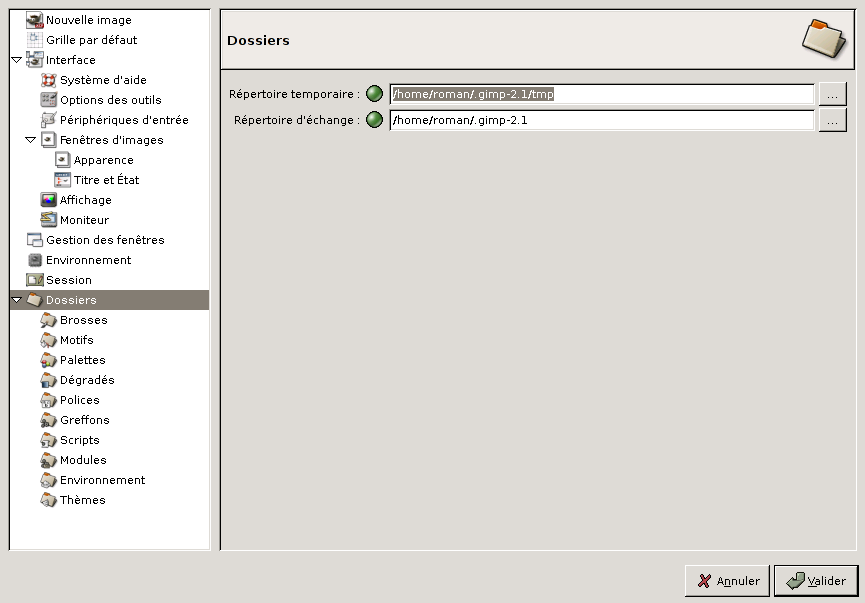 Nouvelle image
Grille par défaut
Interface
Système d'aide
Options des outils
Périphériques d'entrée
Fenêtres d'images
Apparence
Titre et État
Affichage
Moniteur
Gestion des fenêtres
Environnement
Session
Dossiers
Brosses
Motifs
Palettes
Dégradés
Polices
Greffons
Scripts
Modules
Environnement
Thèmes
Dossiers
Répertoire temporaire : /home/roman/.gimp-2.1/tmp ...
Répertoire d'échange : /home/roman/.gimp-2.1 ...
Annuler Valider